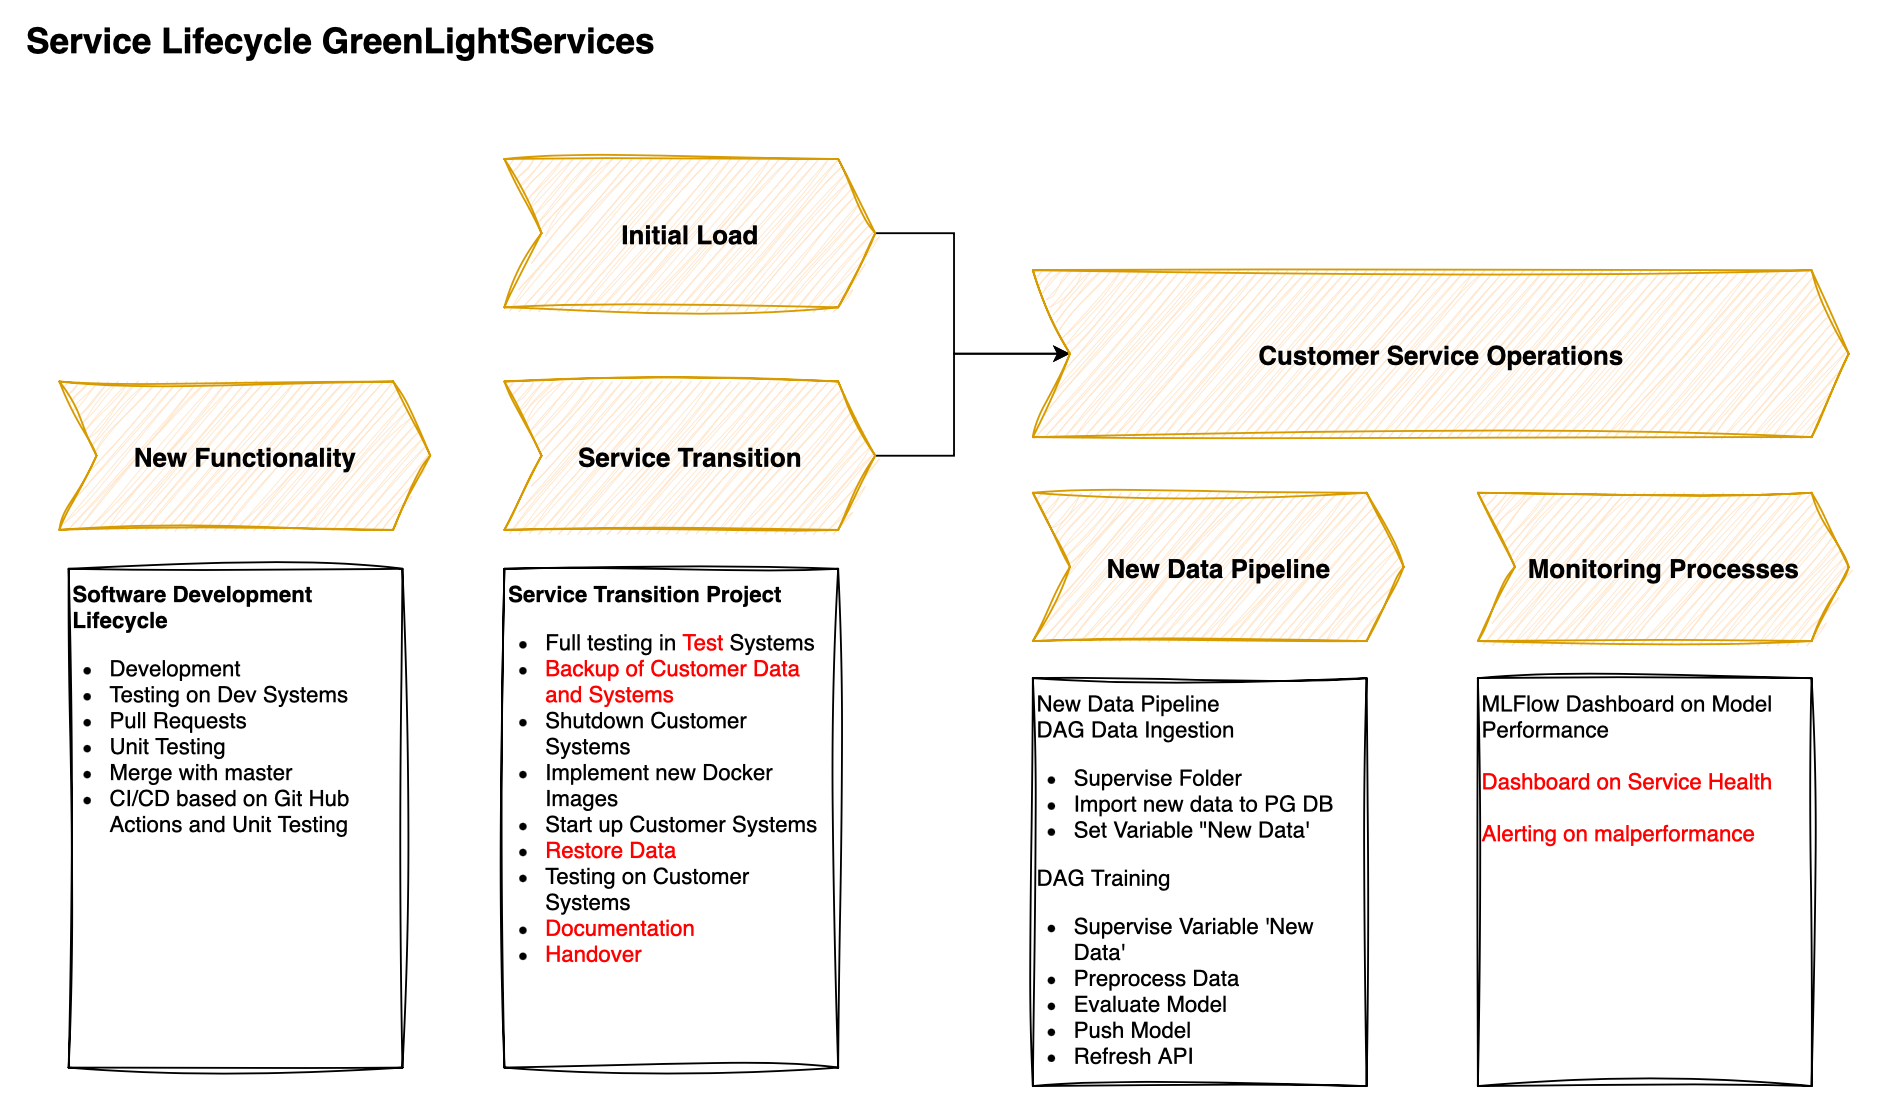 Service Lifecycle GreenLightServices
Initial Load
Customer Service Operations
New Functionality
Service Transition
New Data Pipeline
Monitoring Processes
Software Development
Lifecycle
• Development
• Testing on Dev Systems
• Pull Requests
• Unit Testing
• Merge with master
• CI/CD based on Git Hub
Actions and Unit Testing
Service Transition Project
• Full testing in Test Systems
• Backup of Customer Data
and Systems
• Shutdown Customer
Systems
• Implement new Docker
Images
• Start up Customer Systems
• Restore Data
• Testing on Customer
Systems
• Documentation
• Handover
New Data Pipeline
DAG Data Ingestion
• Supervise Folder
• Import new data to PG DB
• Set Variable "New Data'
DAG Training
• Supervise Variable 'New
Data'
• Preprocess Data
• Evaluate Model
• Push Model
• Refresh API
MLFlow Dashboard on Model
Performance
Dashboard on Service Health
Alerting on malperformance